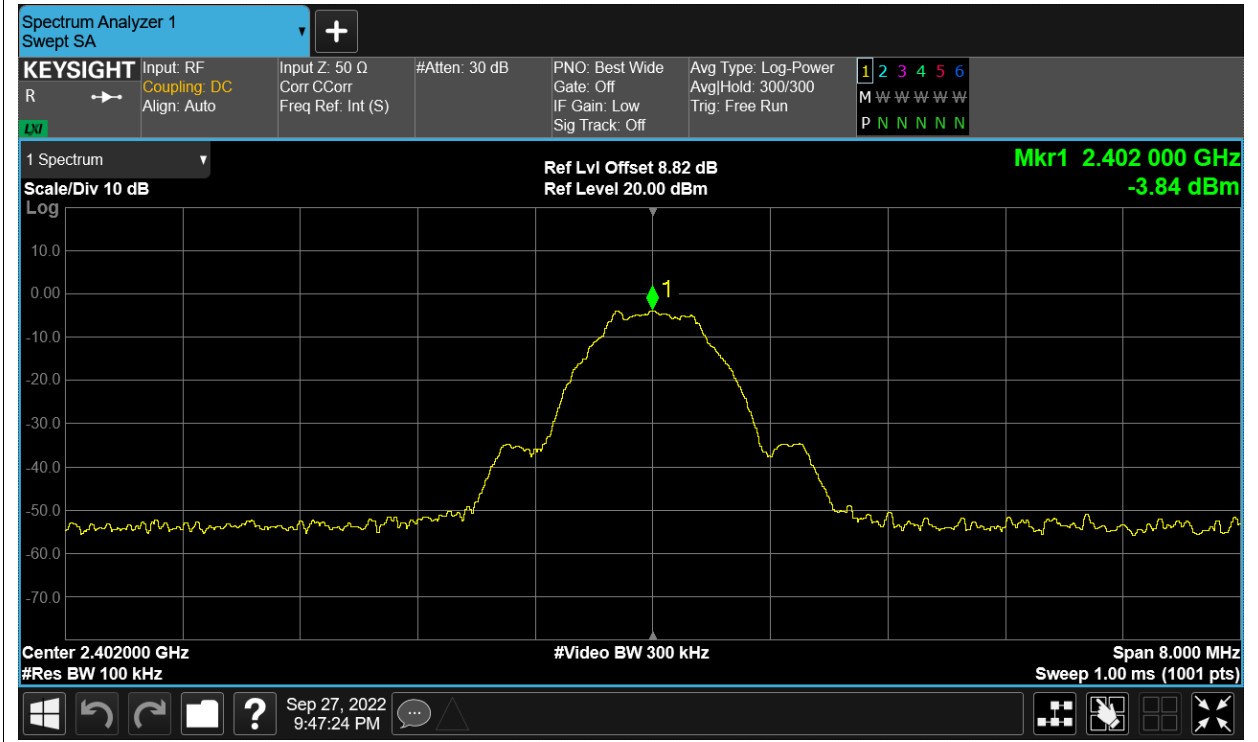 Spectrum Analyzer 1
Swept SA
KEYSIGHT
R
LXI
Input: RF
Coupling: DC
Align: Auto
Input Z: 50 Ω
Corr CCorr
Freq Ref: Int (S)
#Atten: 30 dB
PNO: Best Wide
Gate: Off
IF Gain: Low
Sig Track: Off
Avg Type: Log-Power
Avg|Hold: 300/300
Trig: Free Run
1 2 3 4 5 6
M W W W W W
P N N N N N
1 Spectrum
Scale/Div 10 dB
Log
Ref Lvl Offset 8.82 dB
Ref Level 20.00 dBm
Mkr1 2.402 000 GHz
-3.84 dBm
10.0
0.00
-10.0
-20.0
-30.0
-40.0
-50.0
-60.0
-70.0
1
Center 2.402000 GHz
#Res BW 100 kHz
#Video BW 300 kHz
Span 8.000 MHz
Sweep 1.00 ms (1001 pts)
?
Sep 27, 2022
9:47:24 PM